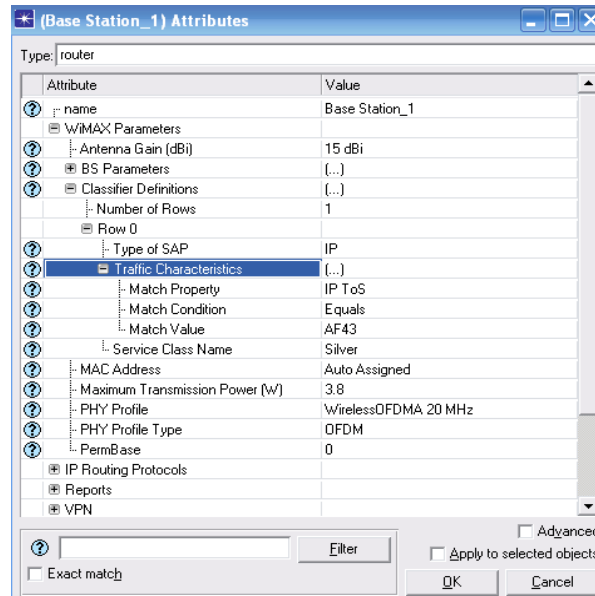 (Base Station_1) Attributes
Type: router
Attribute Value
name Base Station_1
WiMAX Parameters
Antenna Gain (dBi) 15 dBi
BS Parameters (...)
Classifier Definitions (...)
Number of Rows 1
Row 0
Type of SAP IP
Traffic Characteristics (...)
Match Property IP ToS
Match Condition Equals
Match Value AF43
Service Class Name Silver
MAC Address Auto Assigned
Maximum Transmission Power (W) 3.8
PHY Profile WirelessOFDMA 20 MHz
PHY Profile Type OFDM
PermBase 0
IP Routing Protocols
Reports
VPN
Advanced
Filter
Apply to selected objects
Exact match
OK Cancel